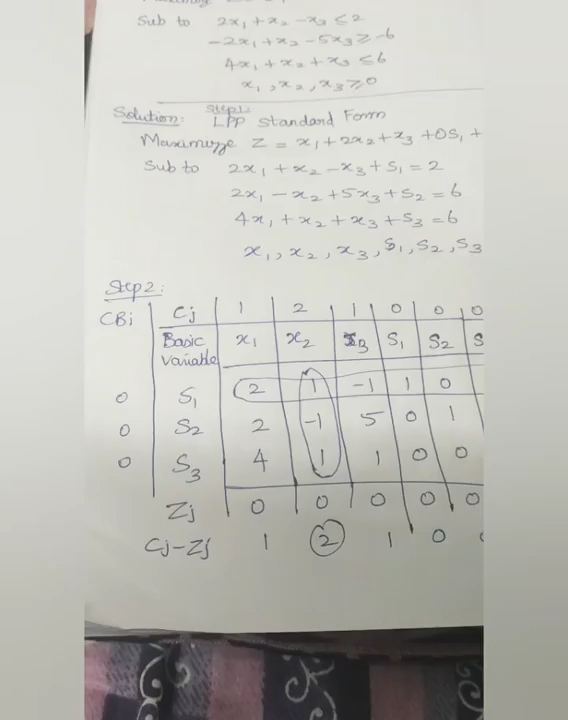 Sub to 2x₁ + x₂ - x₃ ≤ 2
-2x₁ + x₂ - 5x₃ ≥ -6
4x₁ + x₂ + x₃ ≤ 6
x₁, x₂, x₃ ≥ 0
Solution: Step1: LPP Standard Form
Maximize Z = x₁ + 2x₂ + x₃ + 0S₁ +
Sub to 2x₁ + x₂ - x₃ + S₁ = 2
2x₁ - x₂ + 5x₃ + S₂ = 6
4x₁ + x₂ + x₃ + S₃ = 6
x₁, x₂, x₃, S₁, S₂, S₃
Step2:
CBi Cj 1 2 1 0 0 0
Basic variable x₁ x₂ x₃ S₁ S₂ S
0 S₁ 2 1 -1 1 0
0 S₂ 2 -1 5 0 1
0 S₃ 4 1 1 0 0
Zj 0 0 0 0 0
Cj-Zj 1 2 1 0